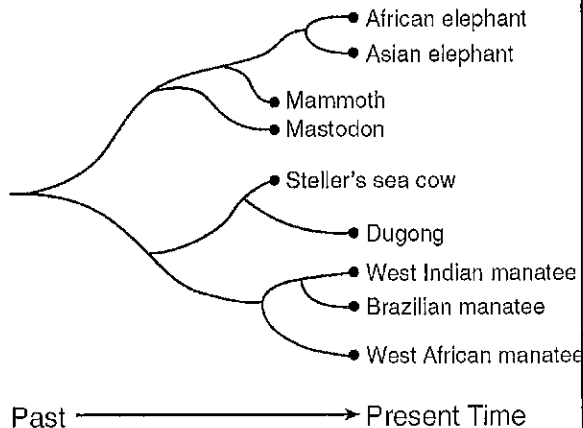 African elephant
Asian elephant
Mammoth
Mastodon
Steller's sea cow
Dugong
West Indian manatee
Brazilian manatee
West African manatee
Past
Present Time